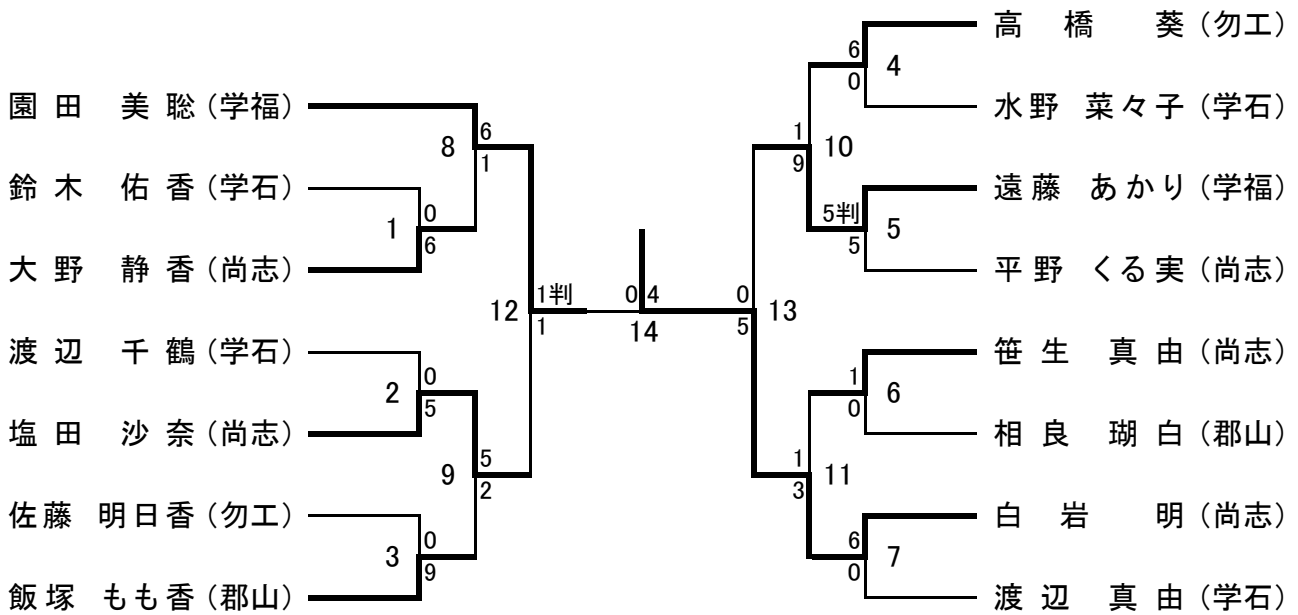 高橋 葵 (勿工)
6
4
0
園田 美聡 (学福)
水野 菜々子 (学石)
6
8
1
1
10
9
鈴木 佑香 (学石)
遠藤 あかり (学福)
0
1
6
5判
5
5
大野 静香 (尚志)
平野 くる実 (尚志)
12
1判
1
0 4
14
0
13
5
渡辺 千鶴 (学石)
笹生 真由 (尚志)
0
2
5
1
6
0
塩田 沙奈 (尚志)
相良 瑚白 (郡山)
5
9
2
1
11
3
佐藤 明日香 (勿工)
白岩 明 (尚志)
0
3
9
6
7
0
飯塚 もも香 (郡山)
渡辺 真由 (学石)